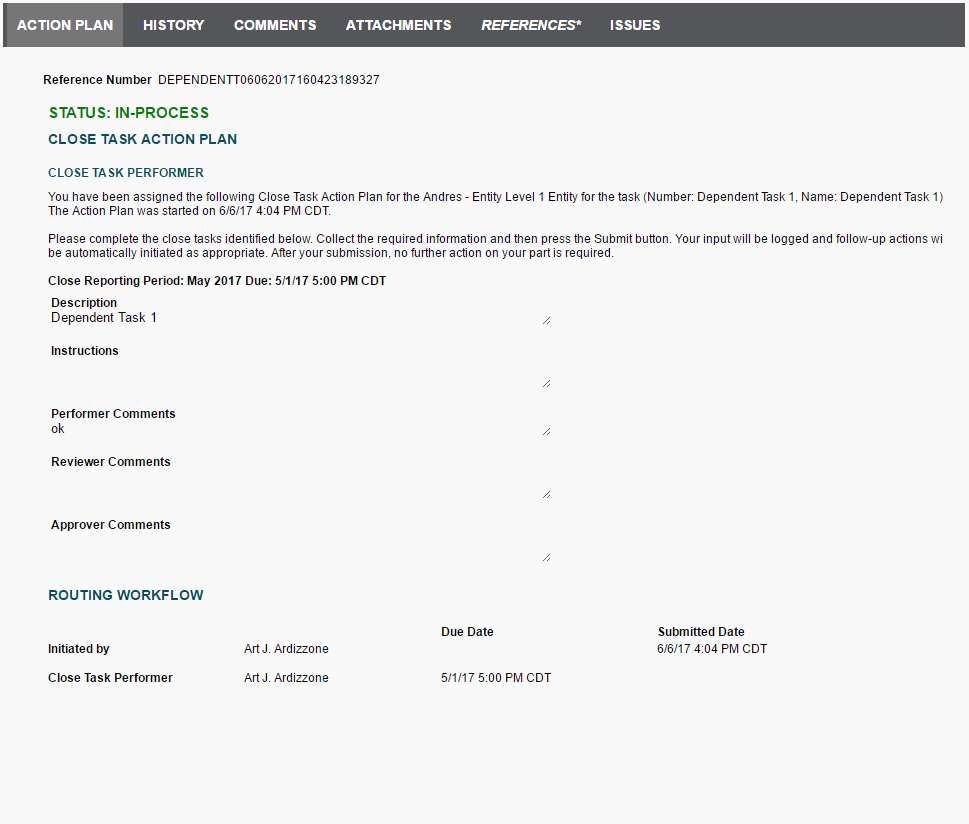 ACTION PLAN HISTORY COMMENTS ATTACHMENTS REFERENCES* ISSUES
Reference Number DEPENDENTT06062017160423189327
STATUS: IN-PROCESS
CLOSE TASK ACTION PLAN
CLOSE TASK PERFORMER
You have been assigned the following Close Task Action Plan for the Andres - Entity Level 1 Entity for the task (Number: Dependent Task 1, Name: Dependent Task 1)
The Action Plan was started on 6/6/17 4:04 PM CDT.
Please complete the close tasks identified below. Collect the required information and then press the Submit button. Your input will be logged and follow-up actions wi
be automatically initiated as appropriate. After your submission, no further action on your part is required.
Close Reporting Period: May 2017 Due: 5/1/17 5:00 PM CDT
Description
Dependent Task 1
Instructions
Performer Comments
ok
Reviewer Comments
Approver Comments
ROUTING WORKFLOW
Due Date Submitted Date
Initiated by Art J. Ardizzone 6/6/17 4:04 PM CDT
Close Task Performer Art J. Ardizzone 5/1/17 5:00 PM CDT